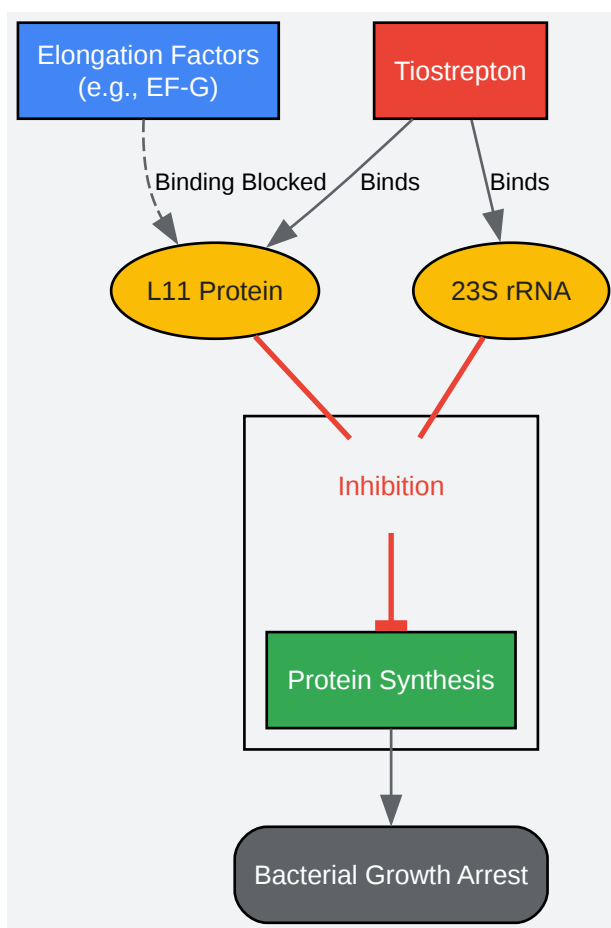 Elongation Factors
(e.g., EF-G)
Tiostrepton
Binding Blocked
Binds
Binds
L11 Protein
23S rRNA
Inhibition
Protein Synthesis
Bacterial Growth Arrest